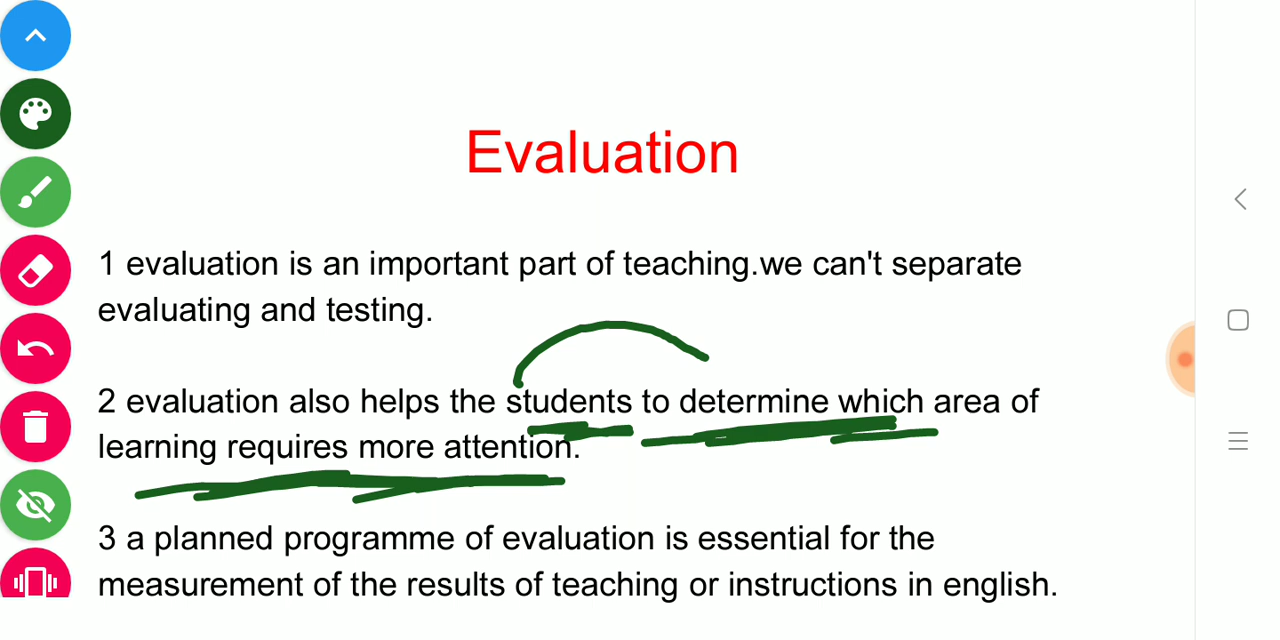 Evaluation
1 evaluation is an important part of teaching.we can't separate
evaluating and testing.
2 evaluation also helps the students to determine which area of
learning requires more attention.
3 a planned programme of evaluation is essential for the
measurement of the results of teaching or instructions in english.